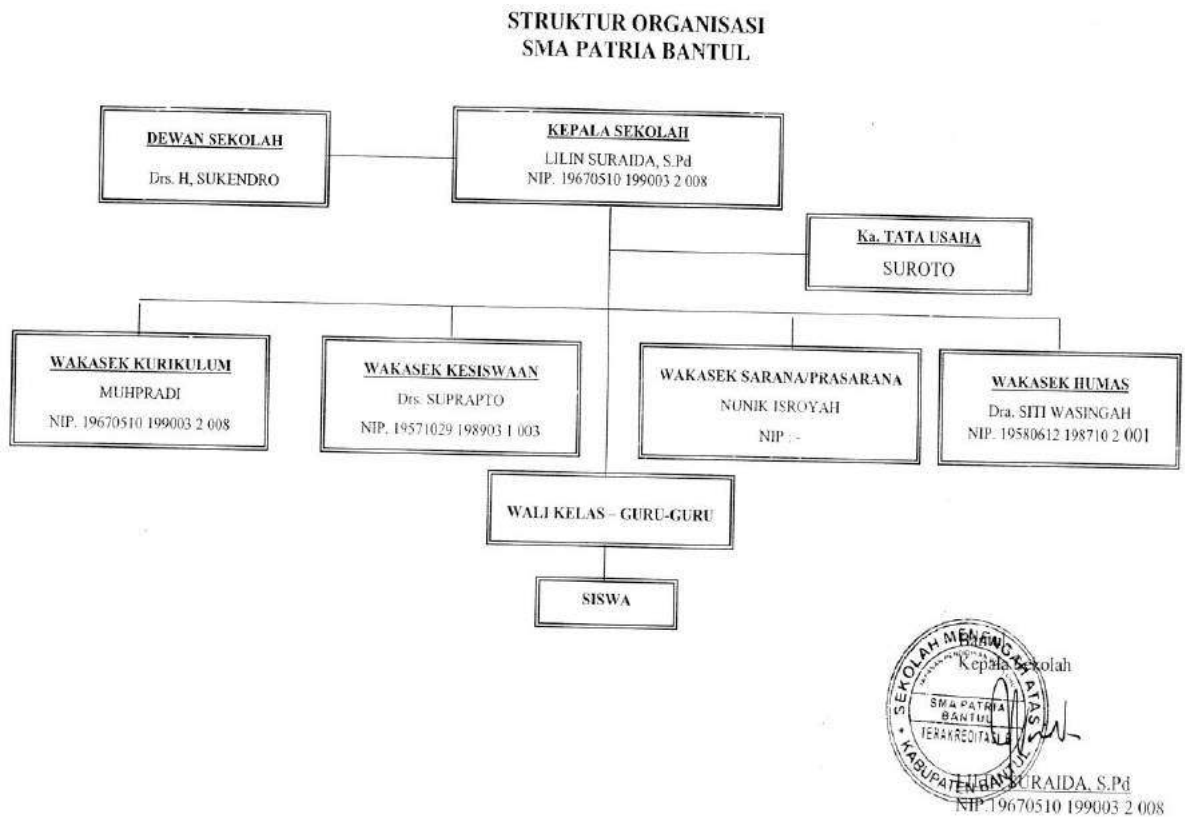 STRUKTUR ORGANISASI
SMA PATRIA BANTUL
DEWAN SEKOLAH
Drs. H, SUKENDRO
KEPALA SEKOLAH
LILIN SURAIDA, S.Pd
NIP. 19670510 199003 2 008
Ka. TATA USAHA
SUROTO
WAKASEK KURIKULUM
MUHPRADI
NIP. 19670510 199003 2 008
WAKASEK KESISWAAN
Drs. SUPRAPTO
NIP. 19571029 198903 1 003
WAKASEK SARANA/PRASARANA
NUNIK ISROYAH
NIP : -
WAKASEK HUMAS
Dra. SITI WASINGAH
NIP. 19580612 198710 2 001
WALI KELAS – GURU-GURU
SISWA
Kepala Sekolah
SEKOLAH MENENGAH ATAS
SMA PATRIA
BANTUL
KABUPATEN BANTUL
SURAIDA, S.Pd
NIP.19670510 199003 2 008